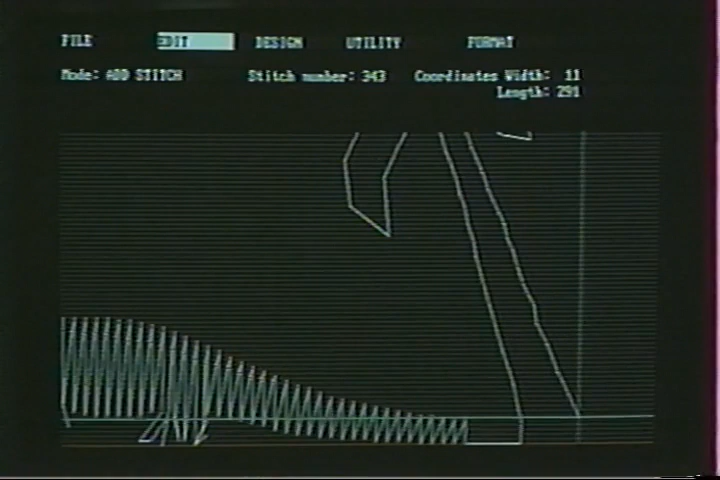 FILE EDIT DESIGN UTILITY FORMAT
Mode: ADD STITCH Stitch number: 343 Coordinates Width: 11
Length: 291